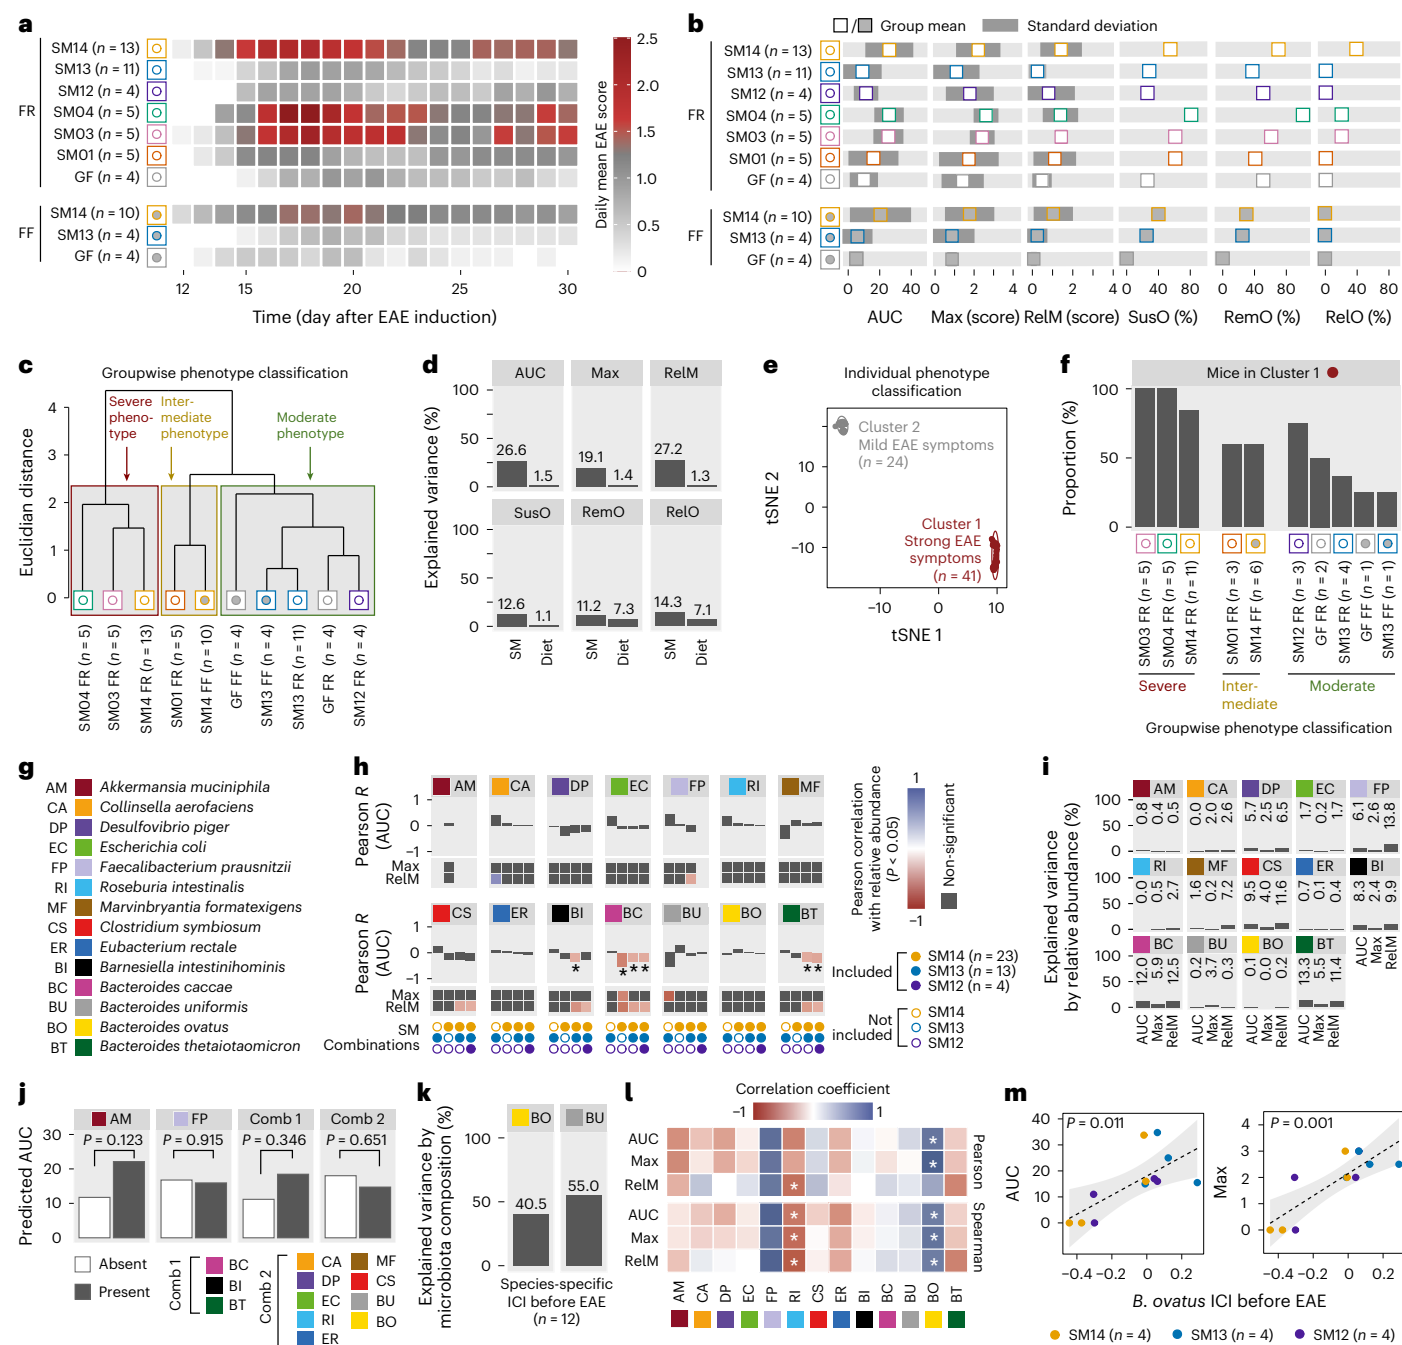 a
FR
SM14 (n = 13)
SM13 (n = 11)
SM12 (n = 4)
SM04 (n = 5)
SM03 (n = 5)
SM01 (n = 5)
GF (n = 4)
FF
SM14 (n = 10)
SM13 (n = 4)
GF (n = 4)
12 15 20 25 30
Time (day after EAE induction)
2.5
2.0
1.5
1.0
0.5
0
Daily mean EAE score
b
/ Group mean Standard deviation
FR
SM14 (n = 13)
SM13 (n = 11)
SM12 (n = 4)
SM04 (n = 5)
SM03 (n = 5)
SM01 (n = 5)
GF (n = 4)
FF
SM14 (n = 10)
SM13 (n = 4)
GF (n = 4)
0 20 40 0 2 4 0 2 4 0 40 80 0 40 80 0 40 80
AUC Max (score) RelM (score) SusO (%) RemO (%) RelO (%)
c
Groupwise phenotype classification
Severe pheno-type
Inter-mediate phenotype
Moderate phenotype
Euclidian distance
4
3
2
1
0
SM04 FR (n = 5)
SM03 FR (n = 5)
SM14 FR (n = 13)
SM01 FR (n = 5)
SM14 FF (n = 10)
GF FF (n = 4)
SM13 FF (n = 4)
SM13 FR (n = 11)
GF FR (n = 4)
SM12 FR (n = 4)
d
Explained variance (%)
AUC Max RelM
100
50
0
26.6 1.5 19.1 1.4 27.2 1.3
SusO RemO RelO
100
50
0
12.6 1.1 11.2 7.3 14.3 7.1
SM Diet SM Diet SM Diet
e
Individual phenotype
classification
Cluster 2
Mild EAE symptoms
(n = 24)
Cluster 1
Strong EAE
symptoms
(n = 41)
tSNE 2
10
0
−10
−10 0 10
tSNE 1
f
Mice in Cluster 1
Proportion (%)
100
50
0
SM03 FR (n = 5)
SM04 FR (n = 5)
SM14 FR (n = 11)
SM01 FR (n = 3)
SM14 FF (n = 6)
SM12 FR (n = 3)
GF FR (n = 2)
SM13 FR (n = 4)
GF FF (n = 1)
SM13 FF (n = 1)
Severe Inter-mediate Moderate
Groupwise phenotype classification
g
AM Akkermansia muciniphila
CA Collinsella aerofaciens
DP Desulfovibrio piger
EC Escherichia coli
FP Faecalibacterium prausnitzii
RI Roseburia intestinalis
MF Marvinbryantia formatexigens
CS Clostridium symbiosum
ER Eubacterium rectale
BI Barnesiella intestinihominis
BC Bacteroides caccae
BU Bacteroides uniformis
BO Bacteroides ovatus
BT Bacteroides thetaiotaomicron
h
AM CA DP EC FP RI MF
Pearson R
(AUC)
1
0
−1
Max
RelM
CS ER BI BC BU BO BT
Pearson R
(AUC)
1
0
−1
* * * * * *
Max
RelM
SM
Combinations
Pearson correlation
with relative abundance
(P < 0.05)
1
−1
Non-significant
Included
SM14 (n = 23)
SM13 (n = 13)
SM12 (n = 4)
Not
included
SM14
SM13
SM12
i
Explained variance
by relative abundance (%)
AM CA DP EC FP
100
50
0
0.8 0.4 0.5 0.0 2.0 2.6 5.7 2.5 6.5 1.7 0.2 1.7 6.1 2.6 13.8
RI MF CS ER BI
100
50
0
0.0 0.5 2.7 1.6 0.2 7.2 9.5 4.0 11.6 0.7 0.1 0.4 8.3 2.4 9.9
BC BU BO BT
100
50
0
12.0 5.9 12.5 0.2 3.7 0.3 0.1 0.0 0.2 13.5 5.5 11.4
AUC Max RelM
AUC Max RelM AUC Max RelM AUC Max RelM AUC Max RelM
j
Predicted AUC
AM FP Comb 1 Comb 2
P = 0.123 P = 0.915 P = 0.346 P = 0.651
30
20
10
0
Absent
Present
Comb 1
BC
BI
BT
Comb 2
CA MF
DP CS
EC BU
RI BO
ER
k
Explained variance by
microbiota composition (%)
BO BU
100
50
0
40.5 55.0
Species-specific
ICI before EAE
(n = 12)
l
Correlation coefficient
−1 1
AUC
Max
RelM
Pearson
AUC
Max
RelM
Spearman
* * * * * * * * *
AM CA DP EC FP RI CS ER BI BC BU BO BT
m
P = 0.011
AUC
40
30
20
10
0
−0.4 −0.2 0 0.2
P = 0.001
Max
4
3
2
1
0
−0.4 −0.2 0 0.2
B. ovatus ICI before EAE
SM14 (n = 4) SM13 (n = 4) SM12 (n = 4)